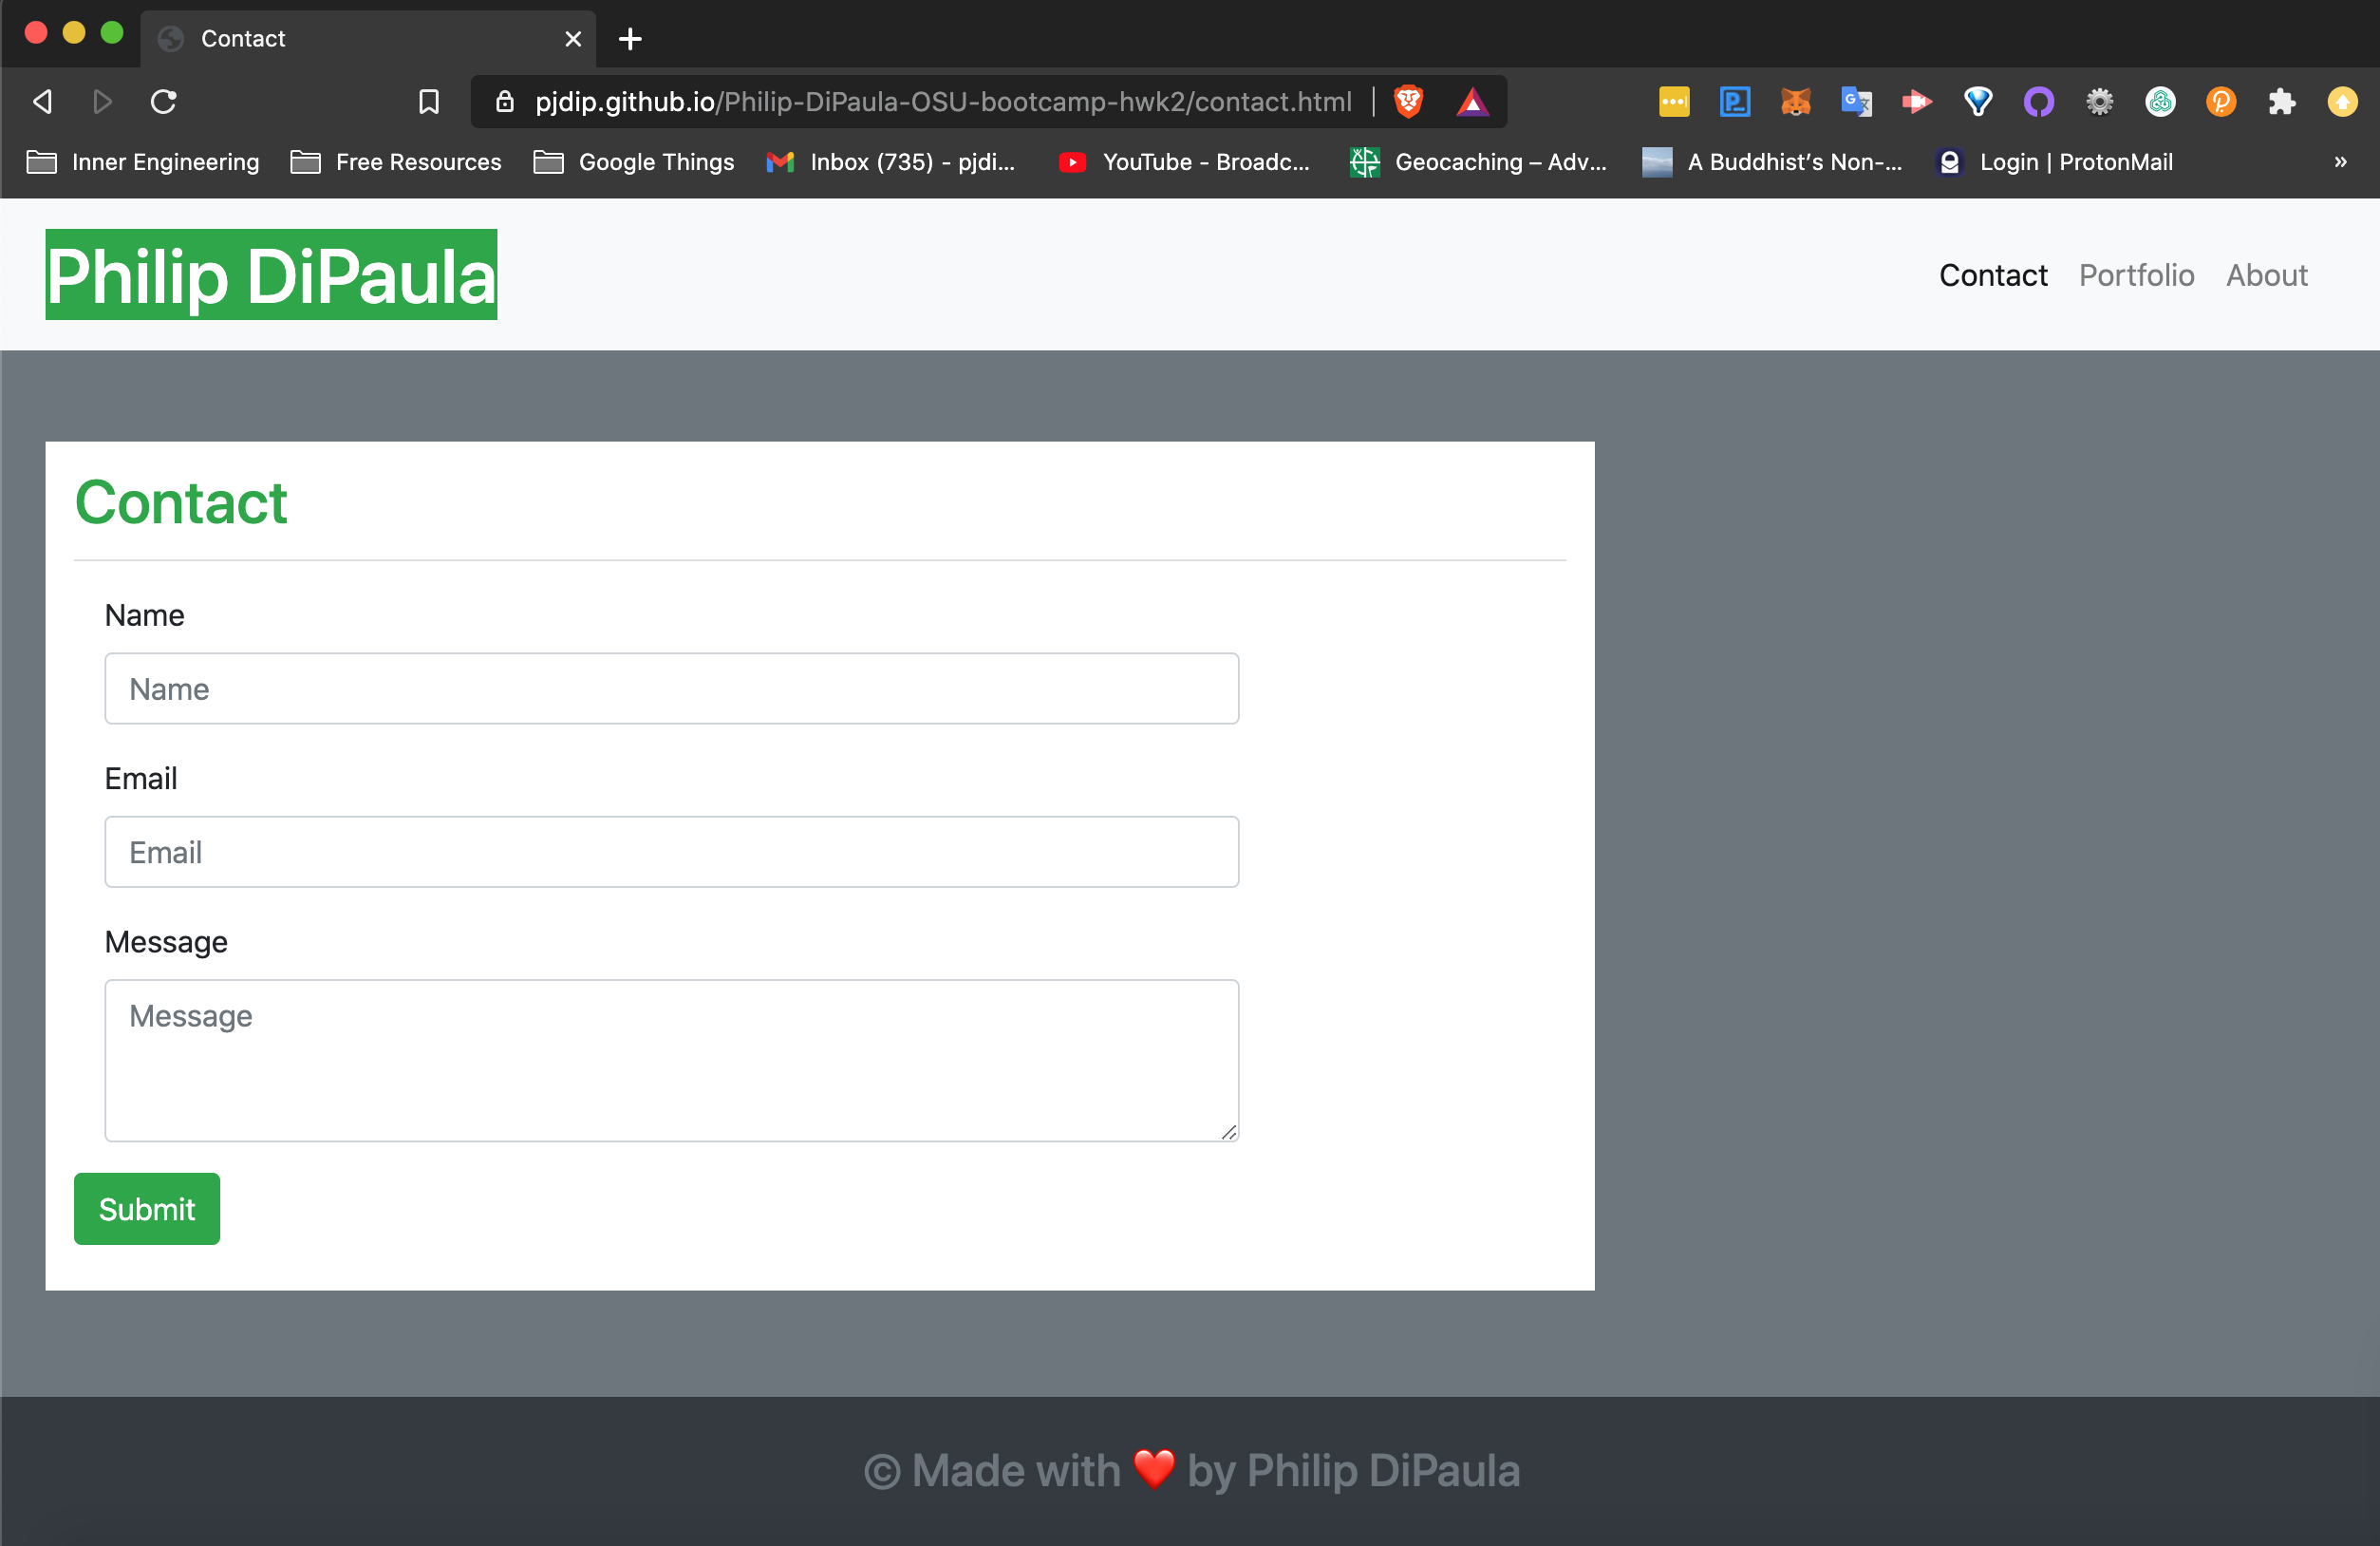 Contact
pjdip.github.io/Philip-DiPaula-OSU-bootcamp-hwk2/contact.html
Inner Engineering Free Resources Google Things Inbox (735) - pjdi... YouTube - Broadc... Geocaching – Adv... A Buddhist's Non-... Login | ProtonMail »
Philip DiPaula
Contact Portfolio About
Contact
Name
Name
Email
Email
Message
Message
Submit
© Made with ❤️ by Philip DiPaula